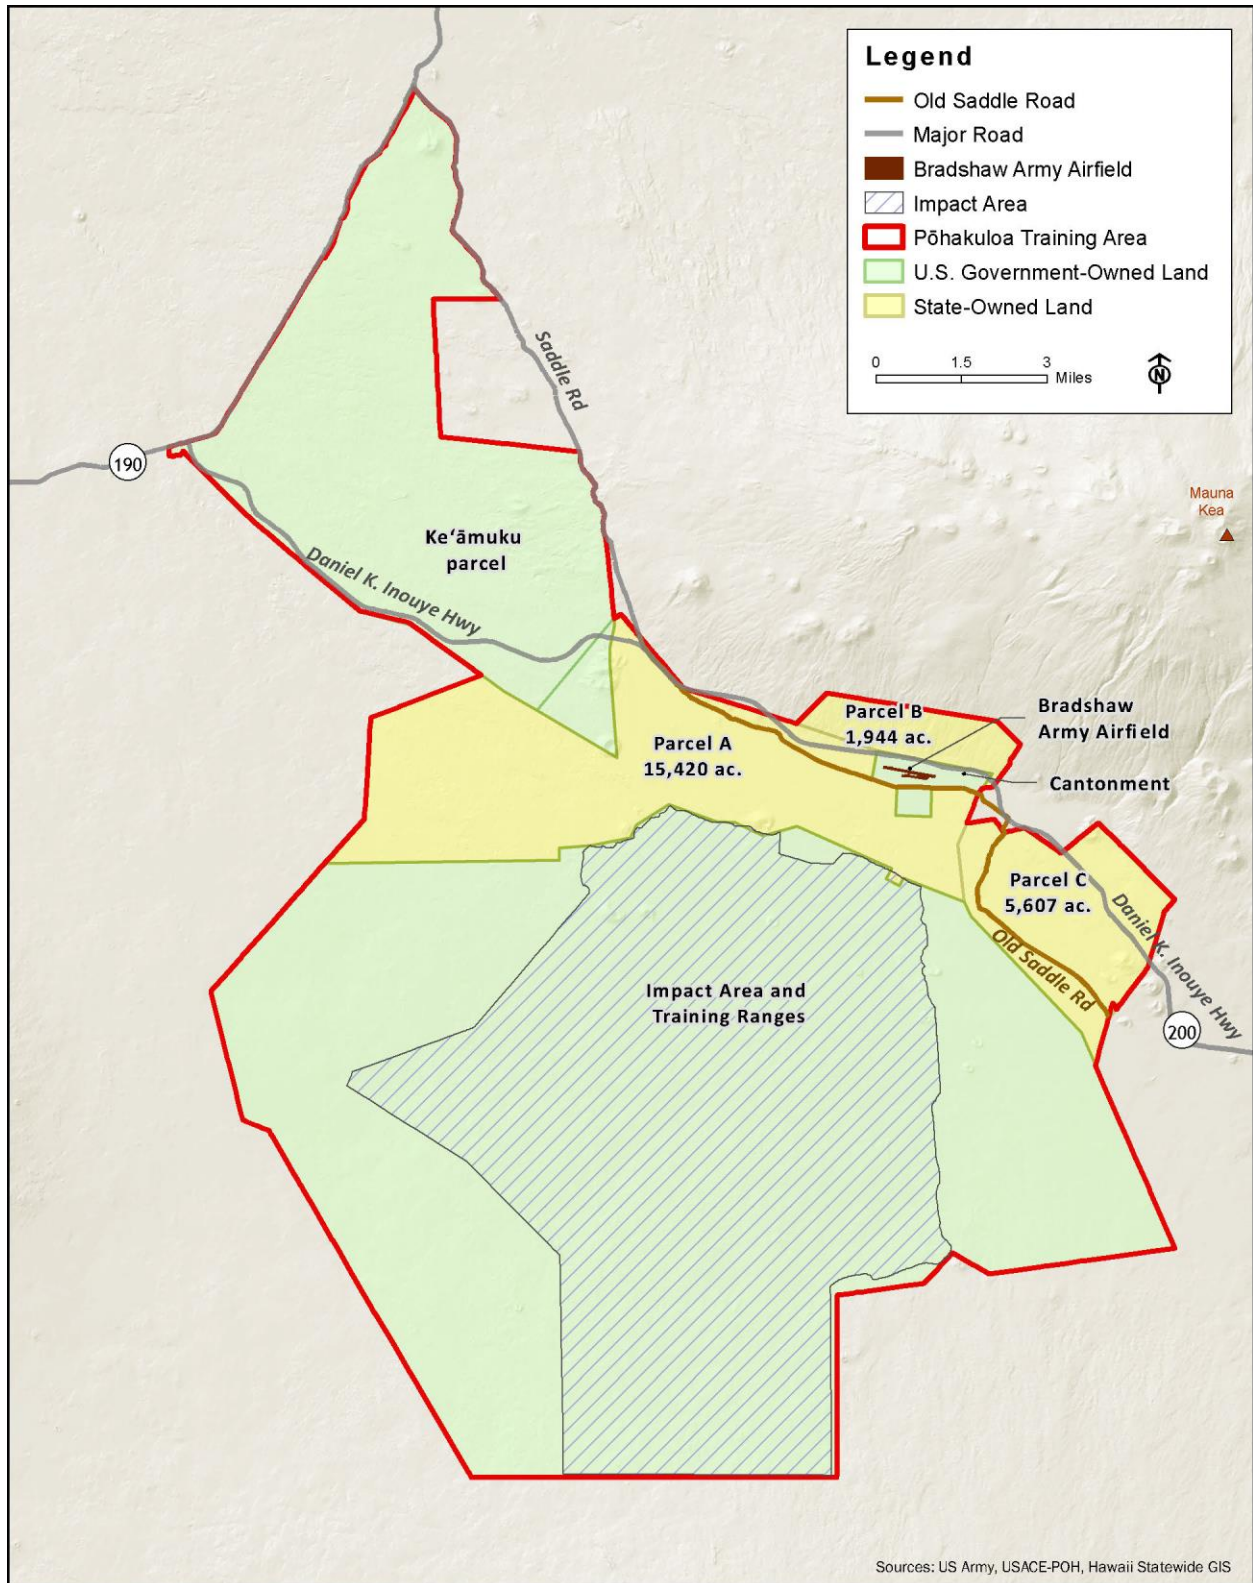 Legend
Old Saddle Road
Major Road
Bradshaw Army Airfield
Impact Area
Pōhakuloa Training Area
U.S. Government-Owned Land
State-Owned Land
0 1.5 3
Miles
N
Saddle Rd
190
Mauna
Kea
Keʻāmuku
parcel
Daniel K. Inouye Hwy
Parcel B
1,944 ac.
Bradshaw
Army Airfield
Parcel A
15,420 ac.
Cantonment
Parcel C
5,607 ac.
Daniel K. Inouye Hwy
Old Saddle Rd
Impact Area and
Training Ranges
200
Sources: US Army, USACE-POH, Hawaii Statewide GIS